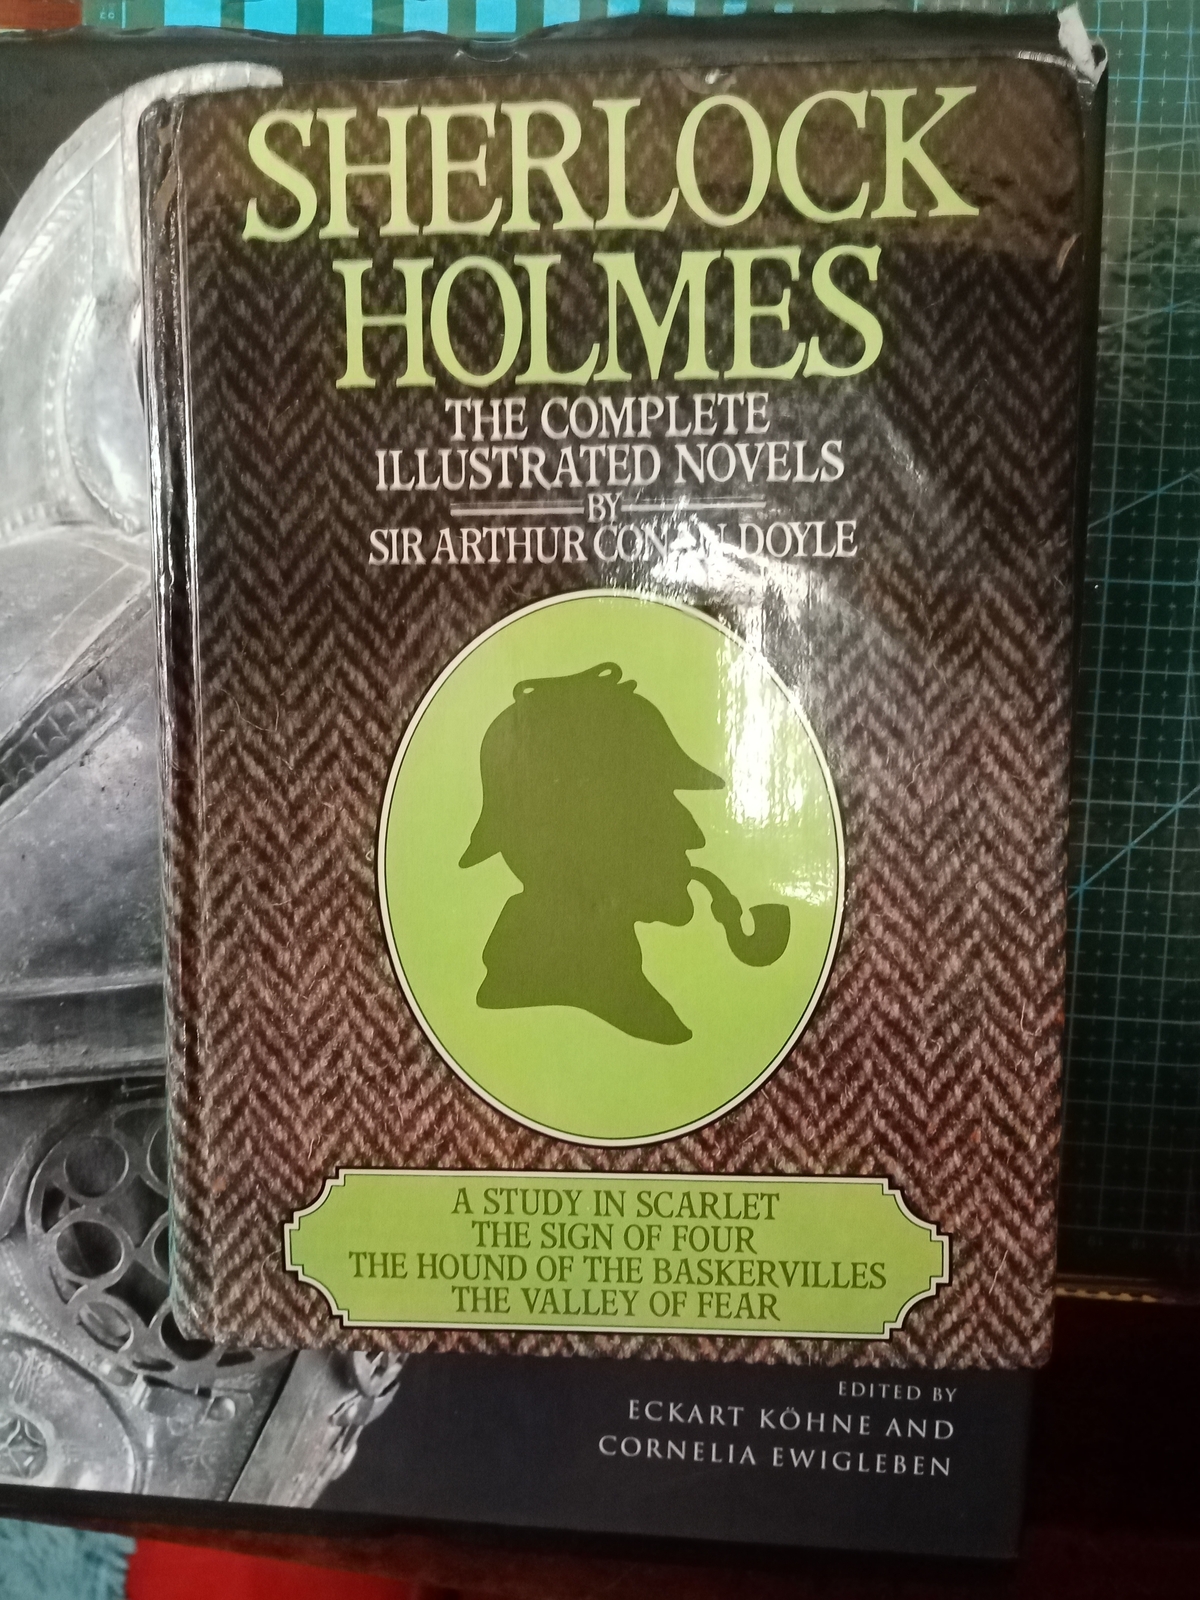 SHERLOCK
HOLMES
THE COMPLETE
ILLUSTRATED NOVELS
BY
SIR ARTHUR CONAN DOYLE
A STUDY IN SCARLET
THE SIGN OF FOUR
THE HOUND OF THE BASKERVILLES
THE VALLEY OF FEAR
EDITED BY
ECKART KÖHNE AND
CORNELIA EWIGLEBEN